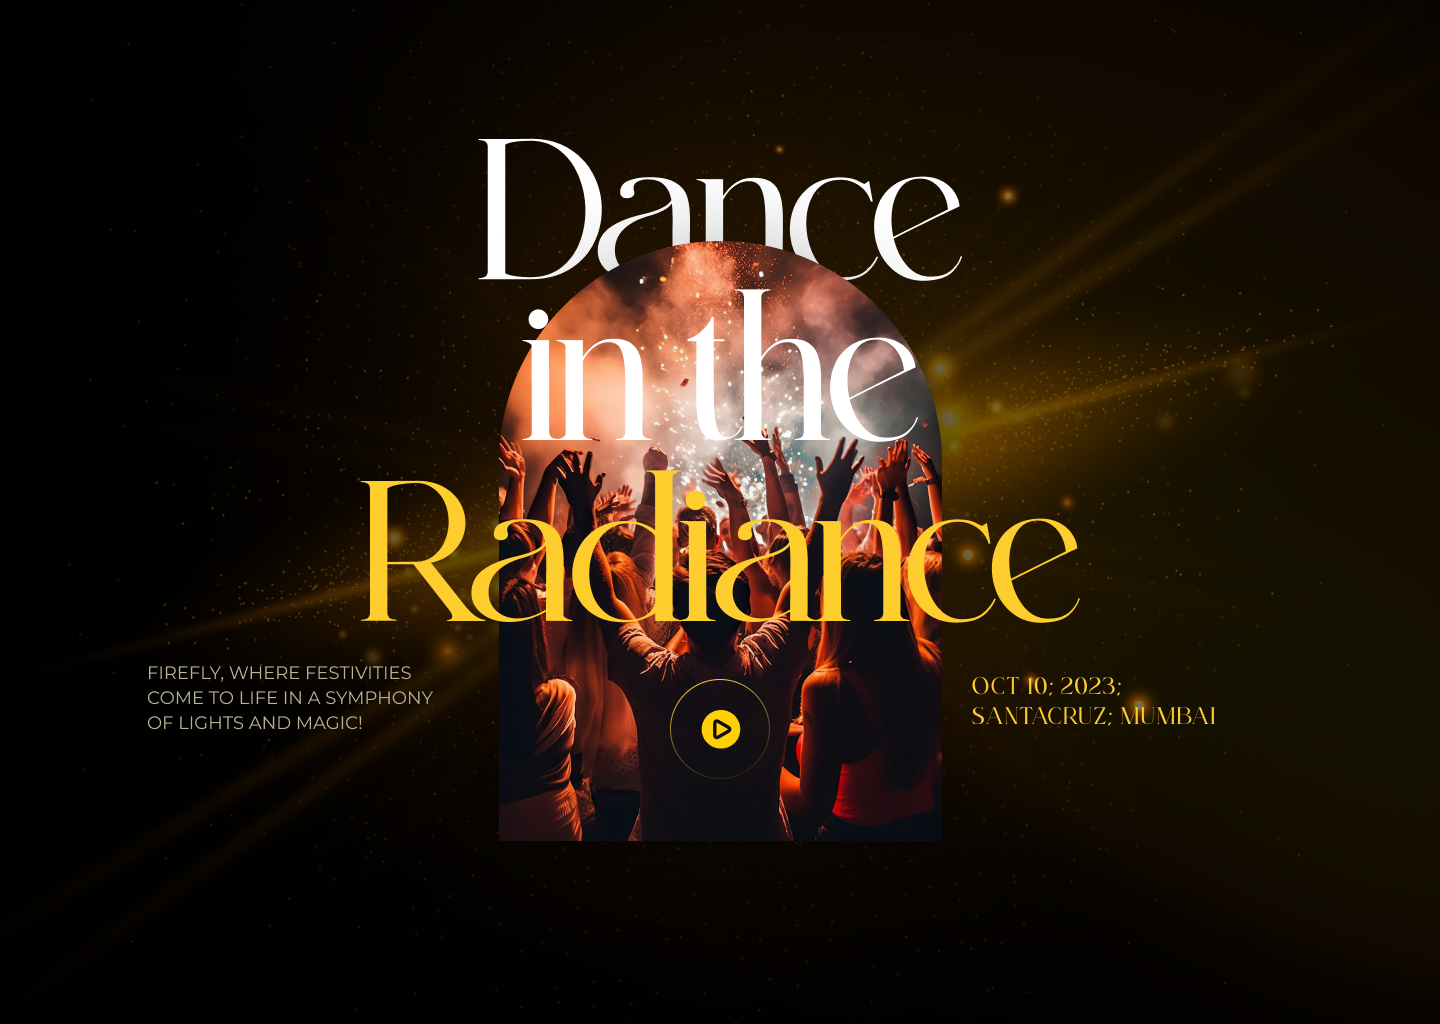 Dance
in the
Radiance
FIREFLY, WHERE FESTIVITIES
COME TO LIFE IN A SYMPHONY
OF LIGHTS AND MAGIC!
OCT 10; 2023;
SANTACRUZ; MUMBAI